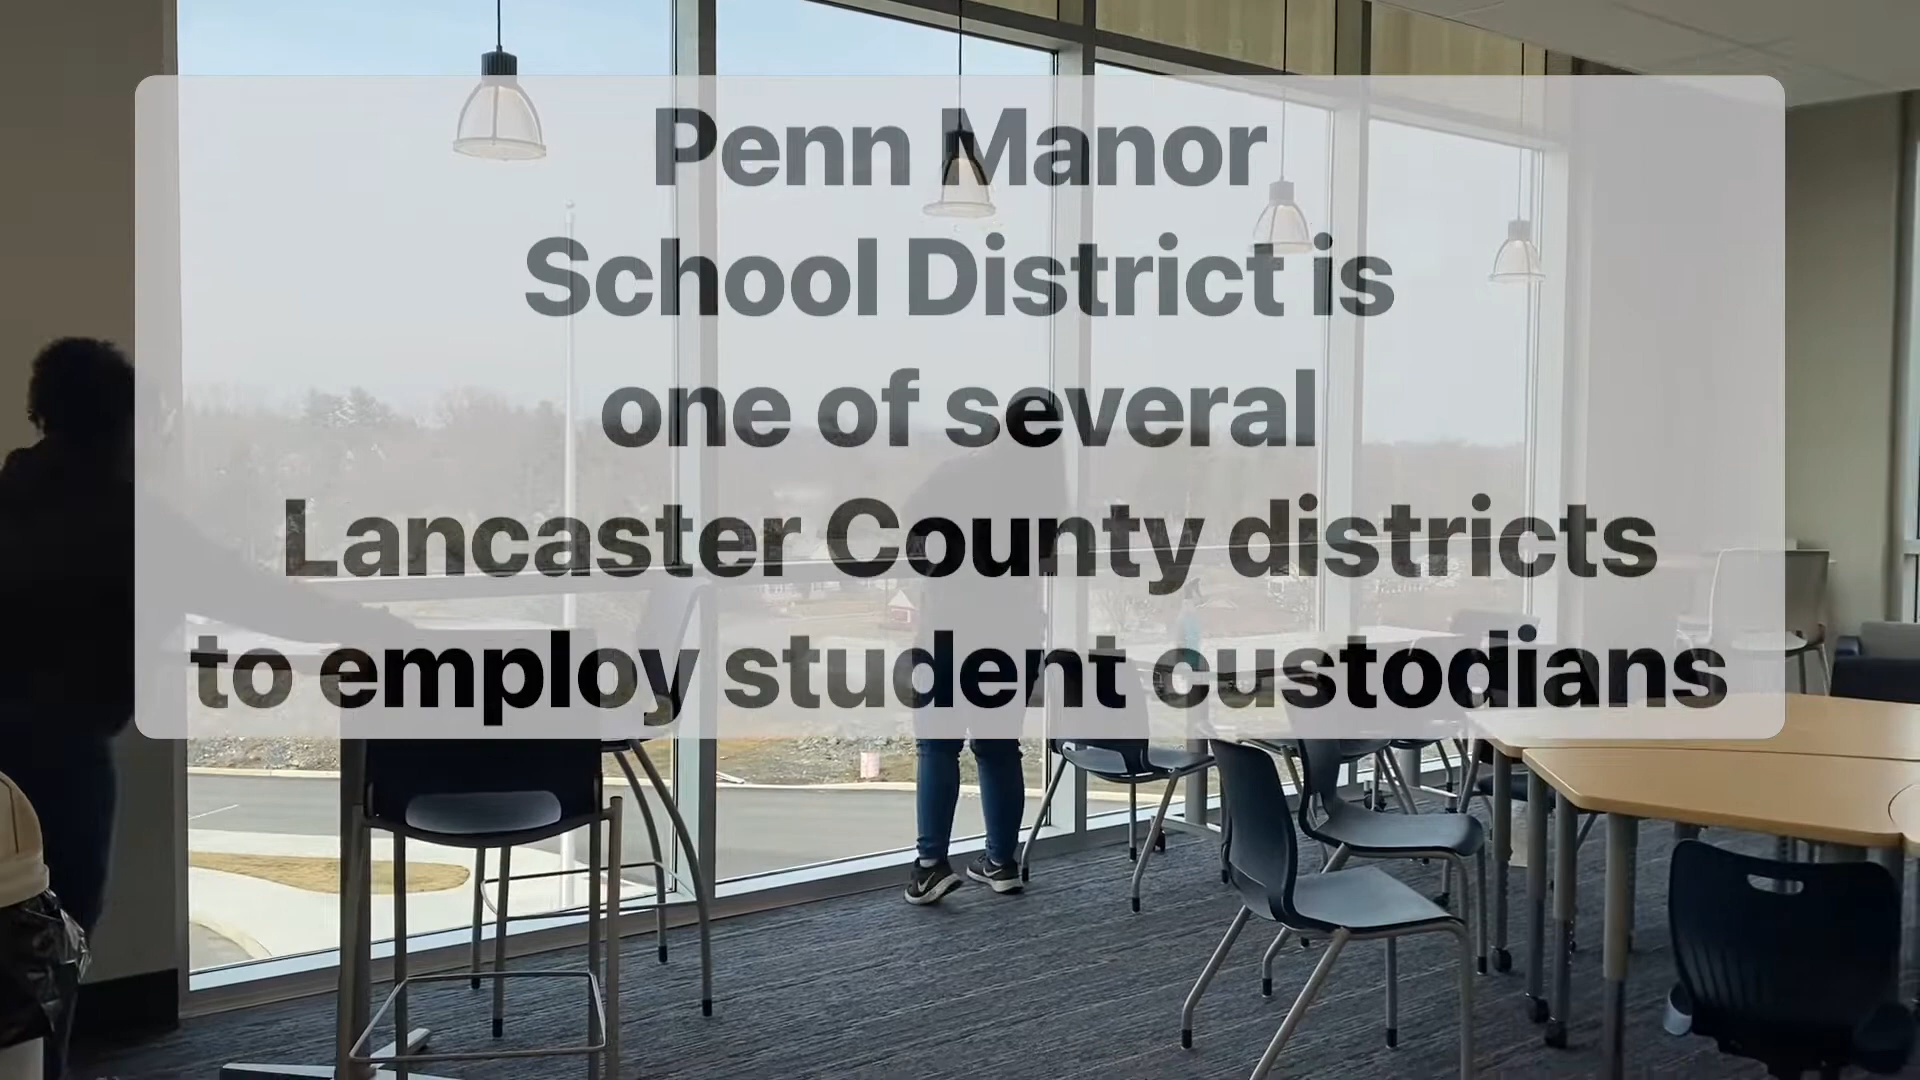 Penn Manor
School District is
one of several
Lancaster County districts
to employ student custodians